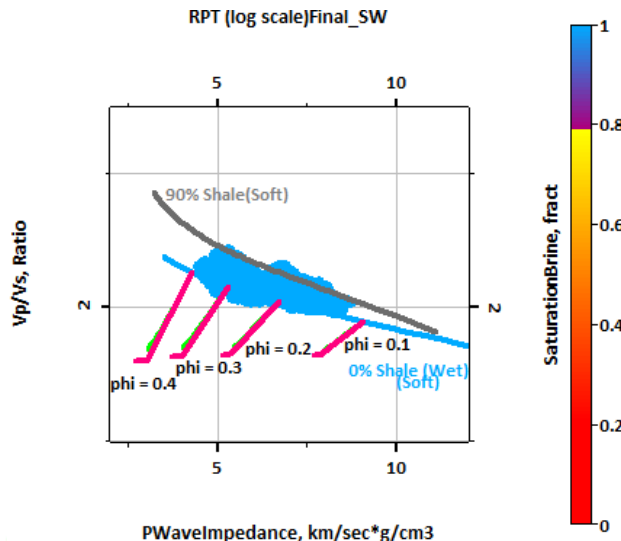 RPT (log scale)Final_SW
5 10
90% Shale(Soft)
Vp/Vs, Ratio
2 2
phi = 0.4
phi = 0.3
phi = 0.2
phi = 0.1
0% Shale (Wet)
(Soft)
5 10
PWaveImpedance, km/sec*g/cm3
SaturationBrine, fract
1
0.8
0.6
0.4
0.2
0